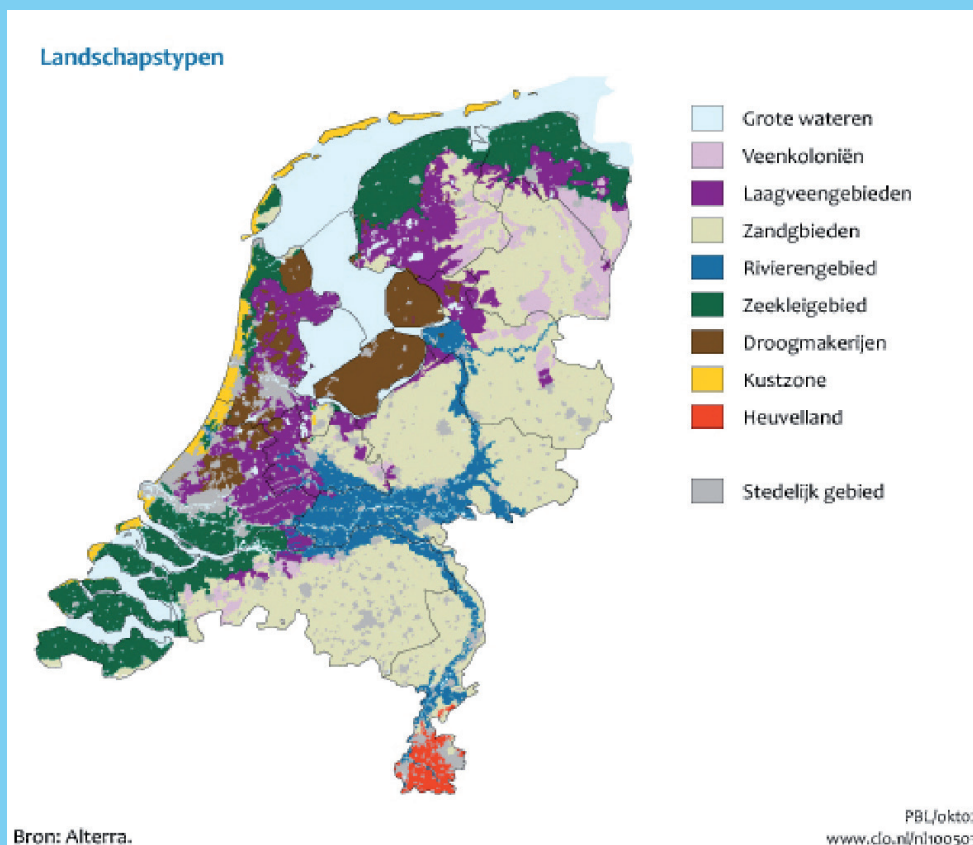 Landschapstypen
Grote wateren
Veenkoloniën
Laagveengebieden
Zandgbieden
Rivierengebied
Zeekleigebied
Droogmakerijen
Kustzone
Heuvelland
Stedelijk gebied
Bron: Alterra.